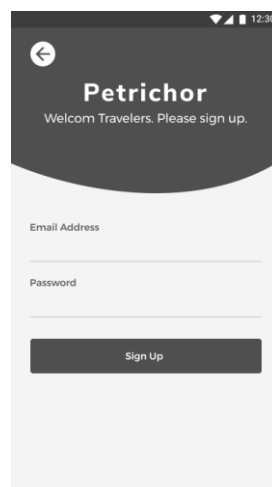 12:30
Petrichor
Welcom Travelers. Please sign up.
Email Address
Password
Sign Up